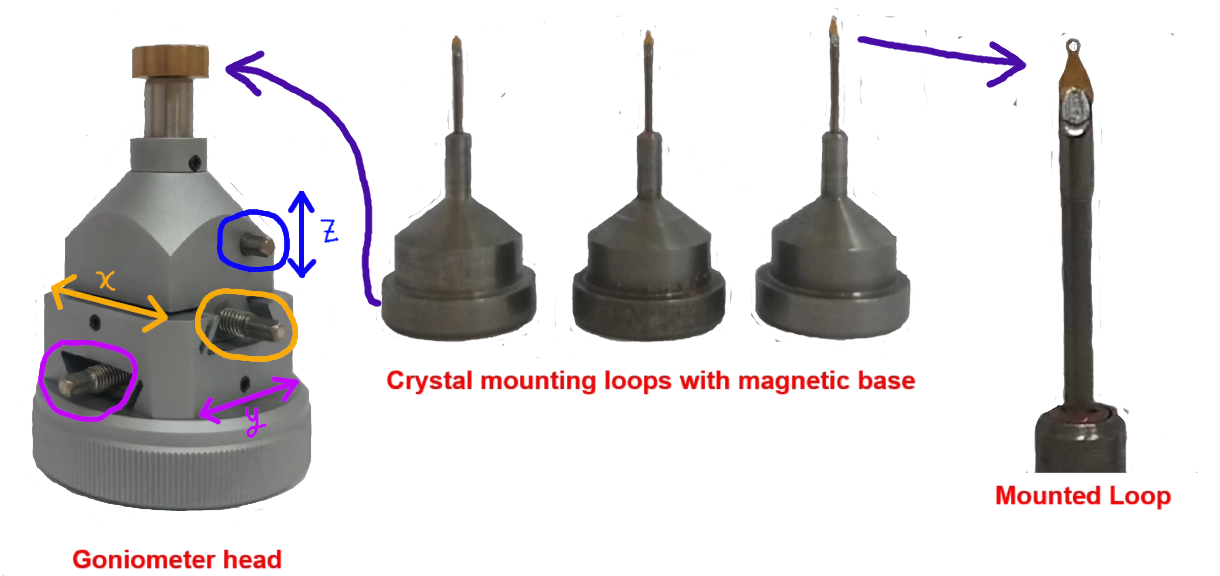 z
x
y
Crystal mounting loops with magnetic base
Mounted Loop
Goniometer head